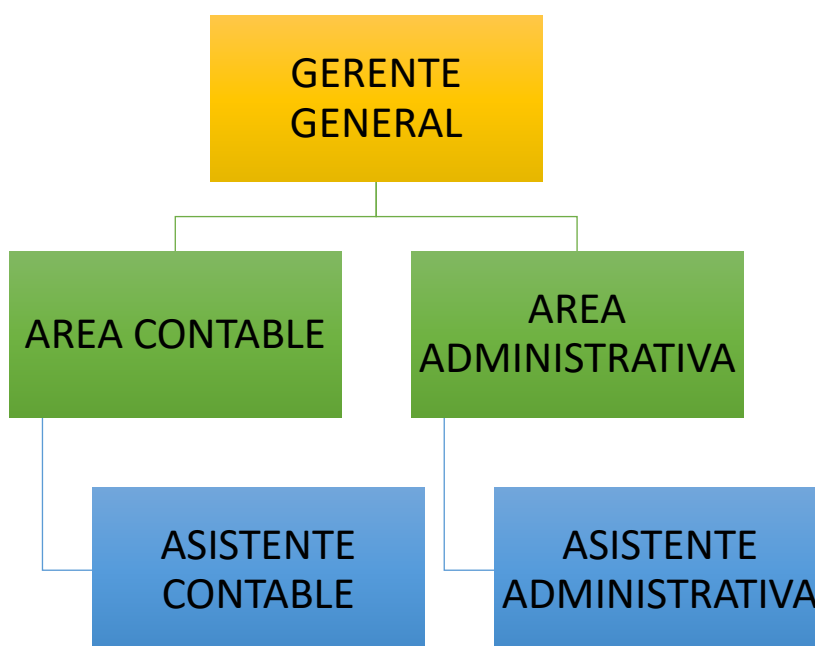 GERENTE
GENERAL
AREA CONTABLE
AREA
ADMINISTRATIVA
ASISTENTE
CONTABLE
ASISTENTE
ADMINISTRATIVA